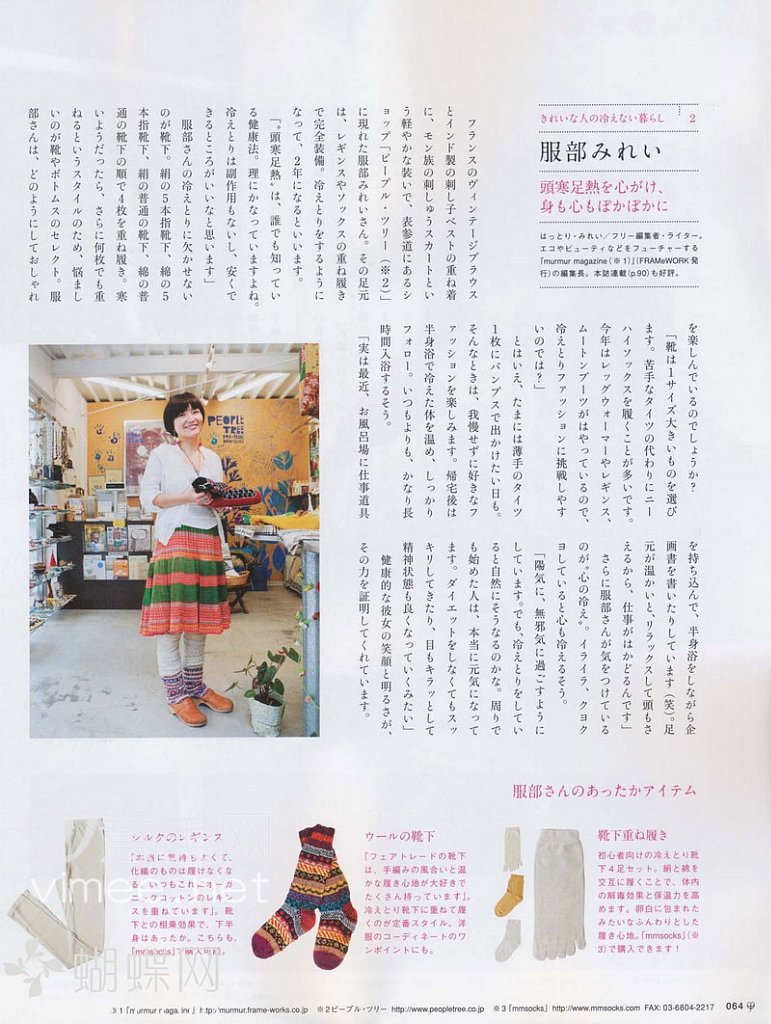 きれいな人の冷えない暮らし 2
服部みれい
頭寒足熱を心がけ、
身も心もぽかぽかに
はっとり・みれい／フリー編集者・ライター。
エコやビューティなどをフューチャーする
「murmur magazine（※1）」（FRAMeWORK発
行）の編集長。本誌連載（p.90）も好評。
フランスのヴィンテージブラウス
とインド製の刺し子ベストの重ね着
に、モン族の刺しゅうスカートとい
う軽やかな装いで、表参道にあるシ
ョップ「ピープル・ツリー（※2）」
に現れた服部みれいさん。その足元
は、レギンスやソックスの重ね履き
で完全装備。冷えとりをするように
なって、2年になるといいます。
「〝頭寒足熱〟は、誰でも知ってい
る健康法。理にかなっていますよね。
冷えとりは副作用もないし、安くで
きるところがいいなと思います」
服部さんの冷えとりに欠かせない
のが靴下。絹の5本指靴下、綿の5
本指靴下、絹の普通の靴下、綿の普
通の靴下の順で4枚を重ね履き。寒
いようだったら、さらに何枚でも重
ねるというスタイルのため、悩まし
いのが靴やボトムスのセレクト。服
部さんは、どのようにしておしゃれ
を楽しんでいるのでしょうか？
「靴は1サイズ大きいものを選び
ます。苦手なタイツの代わりにニー
ハイソックスを履くことが多いです。
今年はレッグウォーマーやレギンス、
ムートンブーツがはやっているので、
冷えとりファッションに挑戦しやす
いのでは？」
とはいえ、たまには薄手のタイツ
1枚にパンプスで出かけたい日も。
そんなときは、我慢せずに好きなフ
ァッションを楽しみます。帰宅後は
半身浴で冷えた体を温め、しっかり
フォロー。いつもよりも、かなり長
時間入浴するそう。
「実は最近、お風呂場に仕事道具
を持ち込んで、半身浴をしながら企
画書を書いたりしています（笑）。足
元が温かいと、リラックスして頭もさ
えるから、仕事がはかどるんです」
さらに服部さんが気をつけている
のが〝心の冷え〟。イライラ、クヨク
ヨしていると心も冷えるそう。
「陽気に、無邪気に過ごすように
しています。でも、冷えとりをしてい
ると自然にそうなるのかな。周りで
も始めた人は、本当に元気になって
ます。ダイエットをしなくてもスッ
キリしてきたり、目もキラッとして
精神状態も良くなっていくみたい」
健康的な彼女の笑顔と明るさが、
その力を証明してくれています。
PEOPLE
TREE
服部さんのあったかアイテム
靴下重ね履き
初心者向けの冷えとり靴
下4足セット。絹と綿を
交互に履くことで、体内
の解毒効果と保温力を高
めます。卵白に包まれた
みたいなふんわりとした
履き心地。「mmsocks」（※
3）で購入できます！
ウールの靴下
「フェアトレードの靴下
は、手編みの風合いと温
かな履き心地が大好きで
たくさん持っています」。
冷えとり靴下に重ねて履
くのが定番スタイル。洋
服のコーディネートのワ
ンポイントにも。
シルクのレギンス
「本当に気持ちよくて、
化繊のものは履けなくな
る。いつもこれにオーガ
ニックコットンのレギン
スを重ねています」。靴
下との相乗効果で、下半
身はあったか。こちらも、
「mmsocks」で購入可能。
※1「murmur magazine」http://murmur.frame-works.co.jp ※2ピープル・ツリー http://www.peopletree.co.jp ※3「mmsocks」http://www.mmsocks.com FAX: 03-6804-2217
064
蝴蝶网